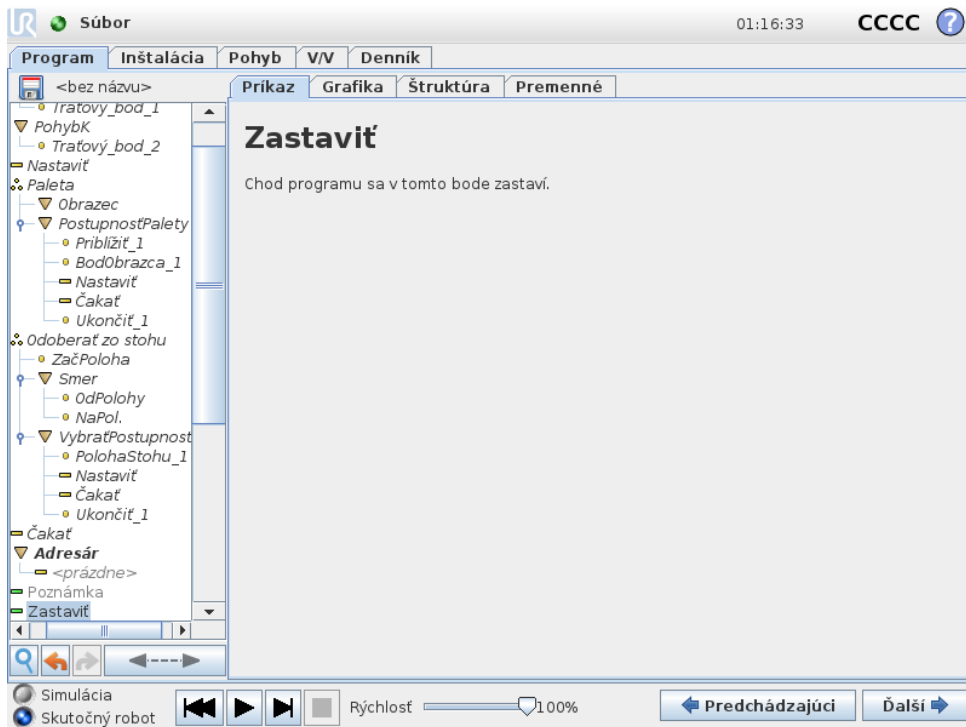 UR Súbor 01:16:33 CCCC ?
Program Inštalácia Pohyb V/V Denník
<bez názvu> Príkaz Grafika Štruktúra Premenné
Traťový_bod_1
PohybK
Traťový_bod_2
Nastaviť
Paleta
Obrazec
PostupnosťPalety
Priblížiť_1
BodObrazca_1
Nastaviť
Čakať
Ukončiť_1
Odoberať zo stohu
ZačPoloha
Smer
OdPolohy
NaPol.
VybraťPostupnost
PolohaStohu_1
Nastaviť
Čakať
Ukončiť_1
Čakať
Adresár
<prázdne>
Poznámka
Zastaviť
Zastaviť
Chod programu sa v tomto bode zastaví.
Simulácia
Skutočný robot
Rýchlosť 100%
Predchádzajúci Ďalší